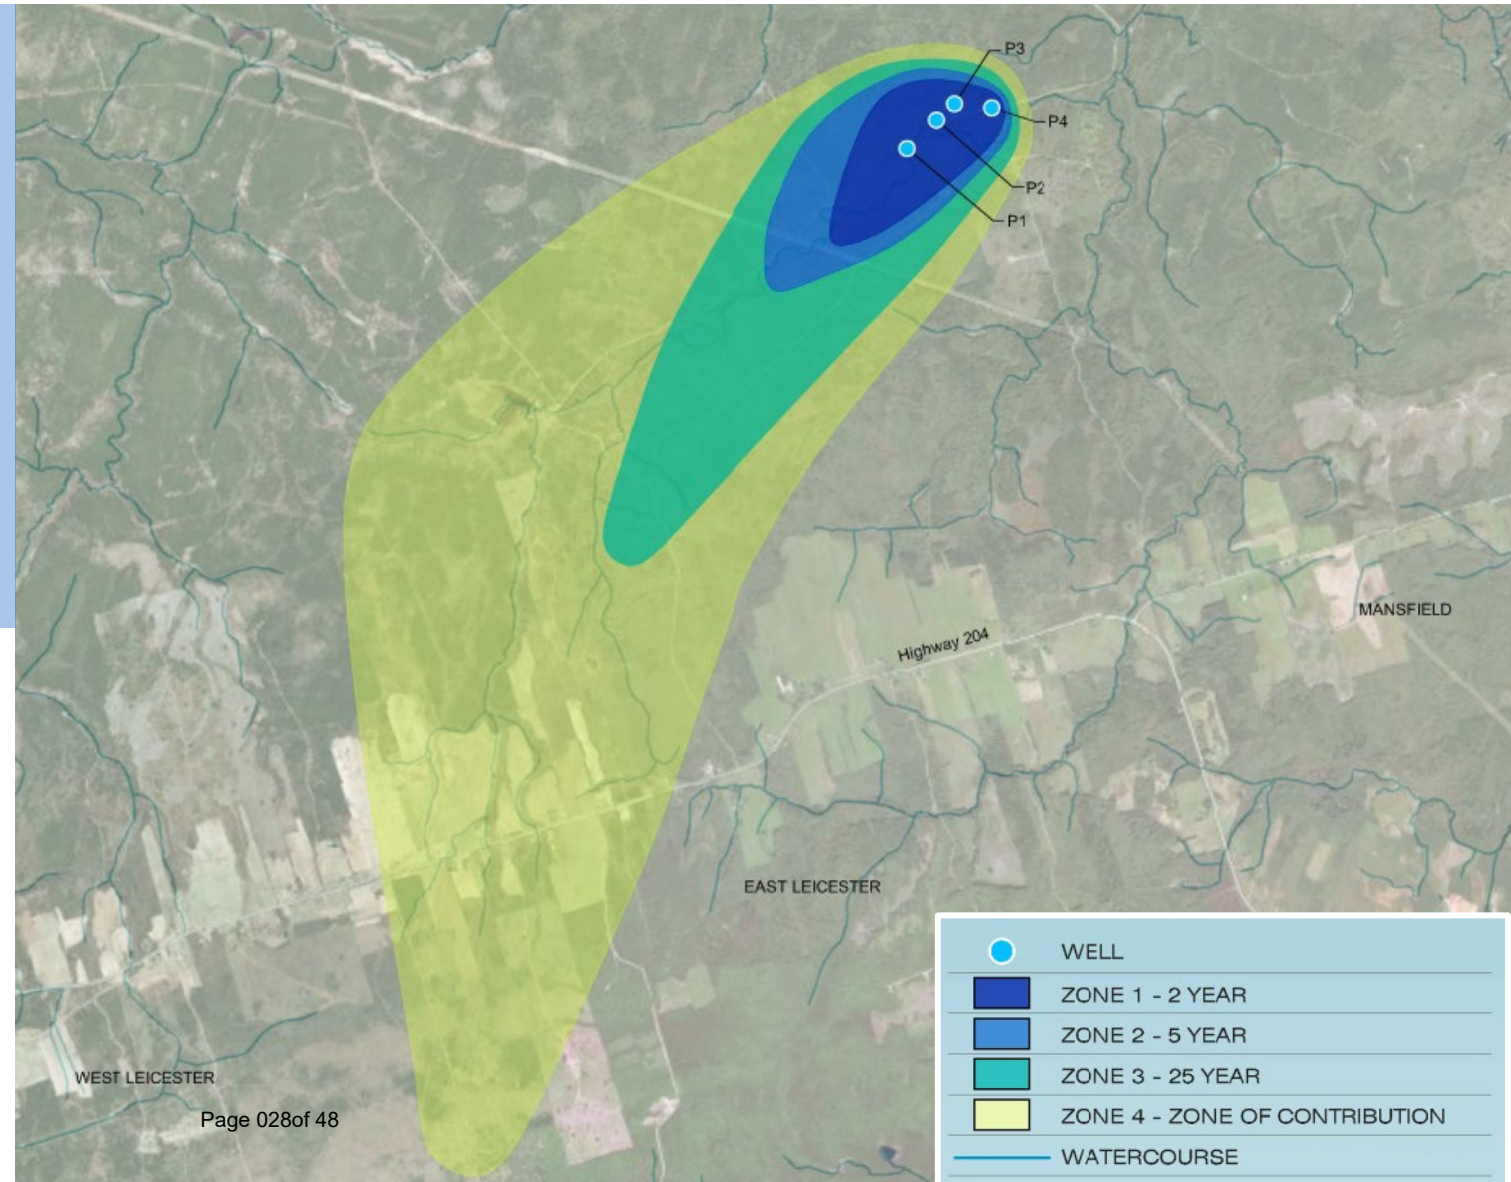 P3
P4
P2
P1
Highway 204
MANSFIELD
EAST LEICESTER
WEST LEICESTER
Page 028of 48
WELL
ZONE 1 - 2 YEAR
ZONE 2 - 5 YEAR
ZONE 3 - 25 YEAR
ZONE 4 - ZONE OF CONTRIBUTION
WATERCOURSE